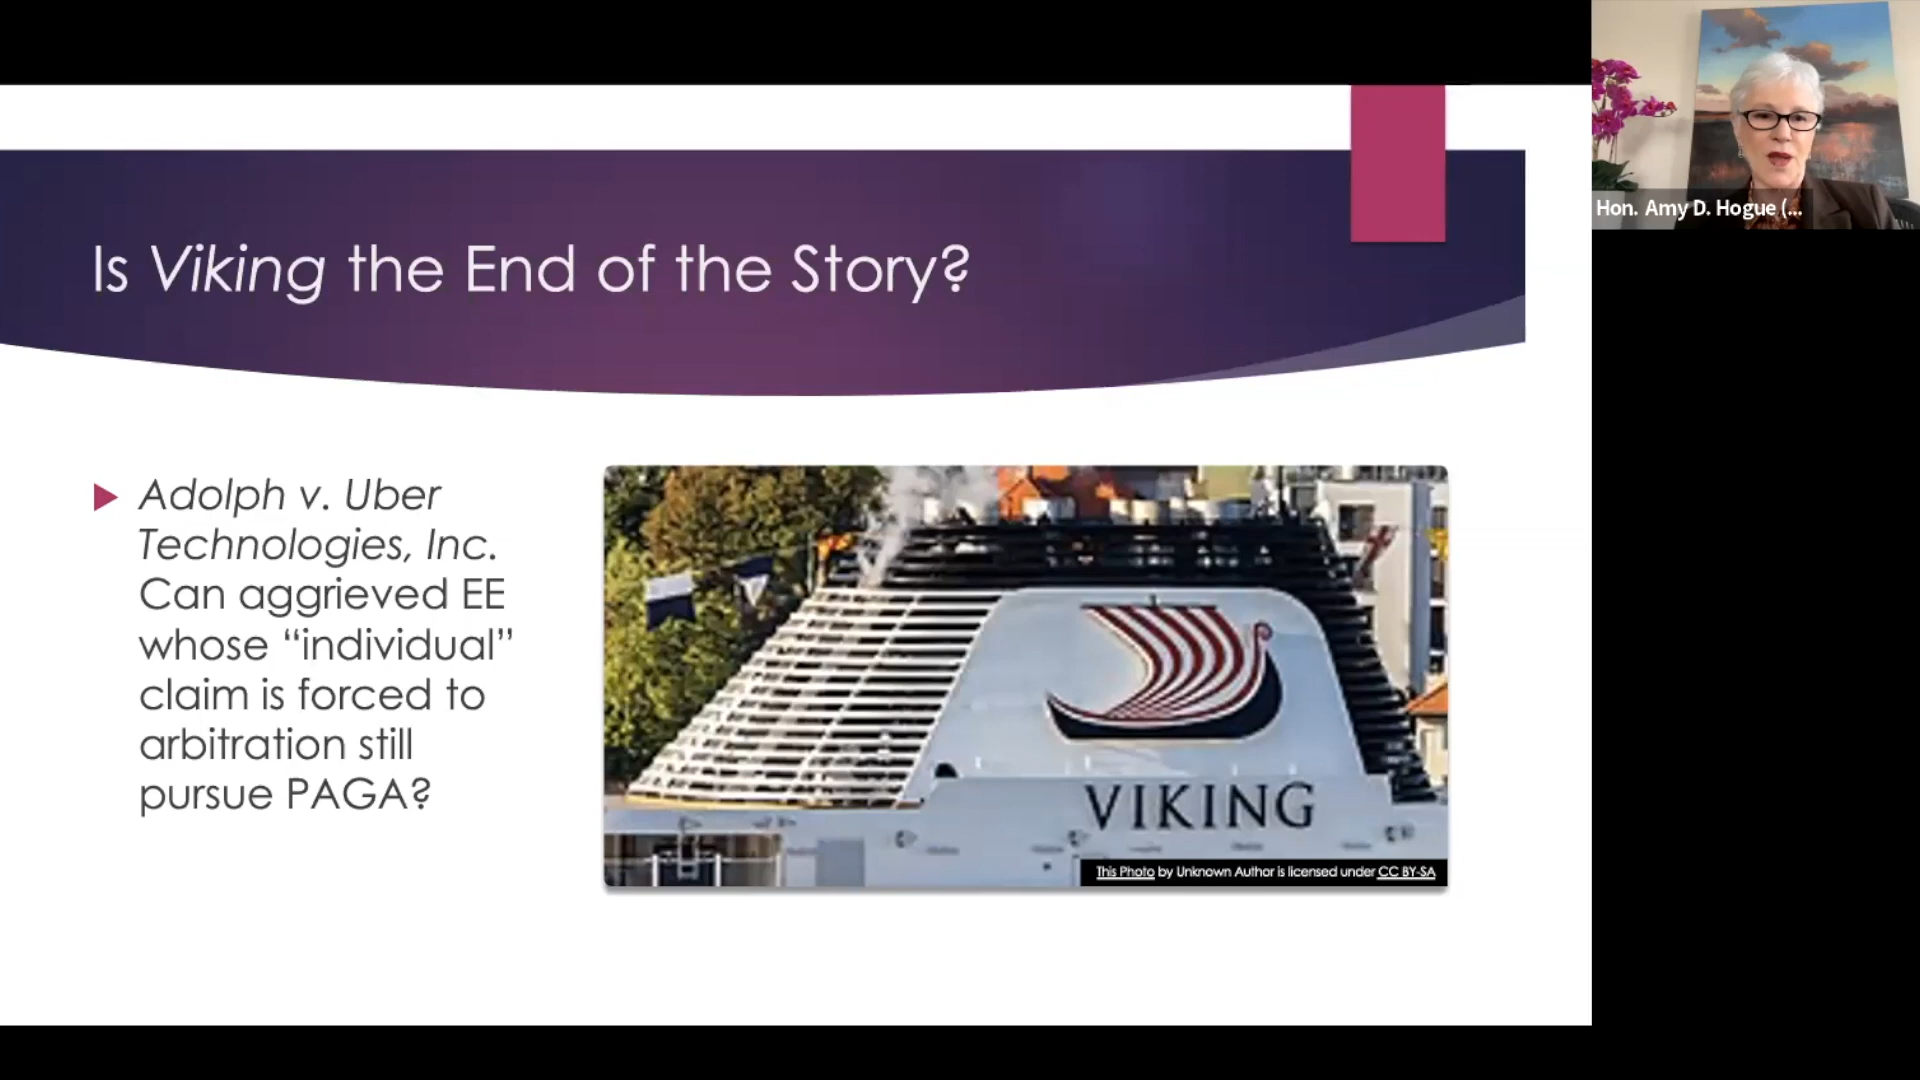 Is Viking the End of the Story?
Adolph v. Uber
Technologies, Inc.
Can aggrieved EE
whose “individual”
claim is forced to
arbitration still
pursue PAGA?
VIKING
This Photo by Unknown Author is licensed under CC BY-SA
Hon. Amy D. Hogue (...